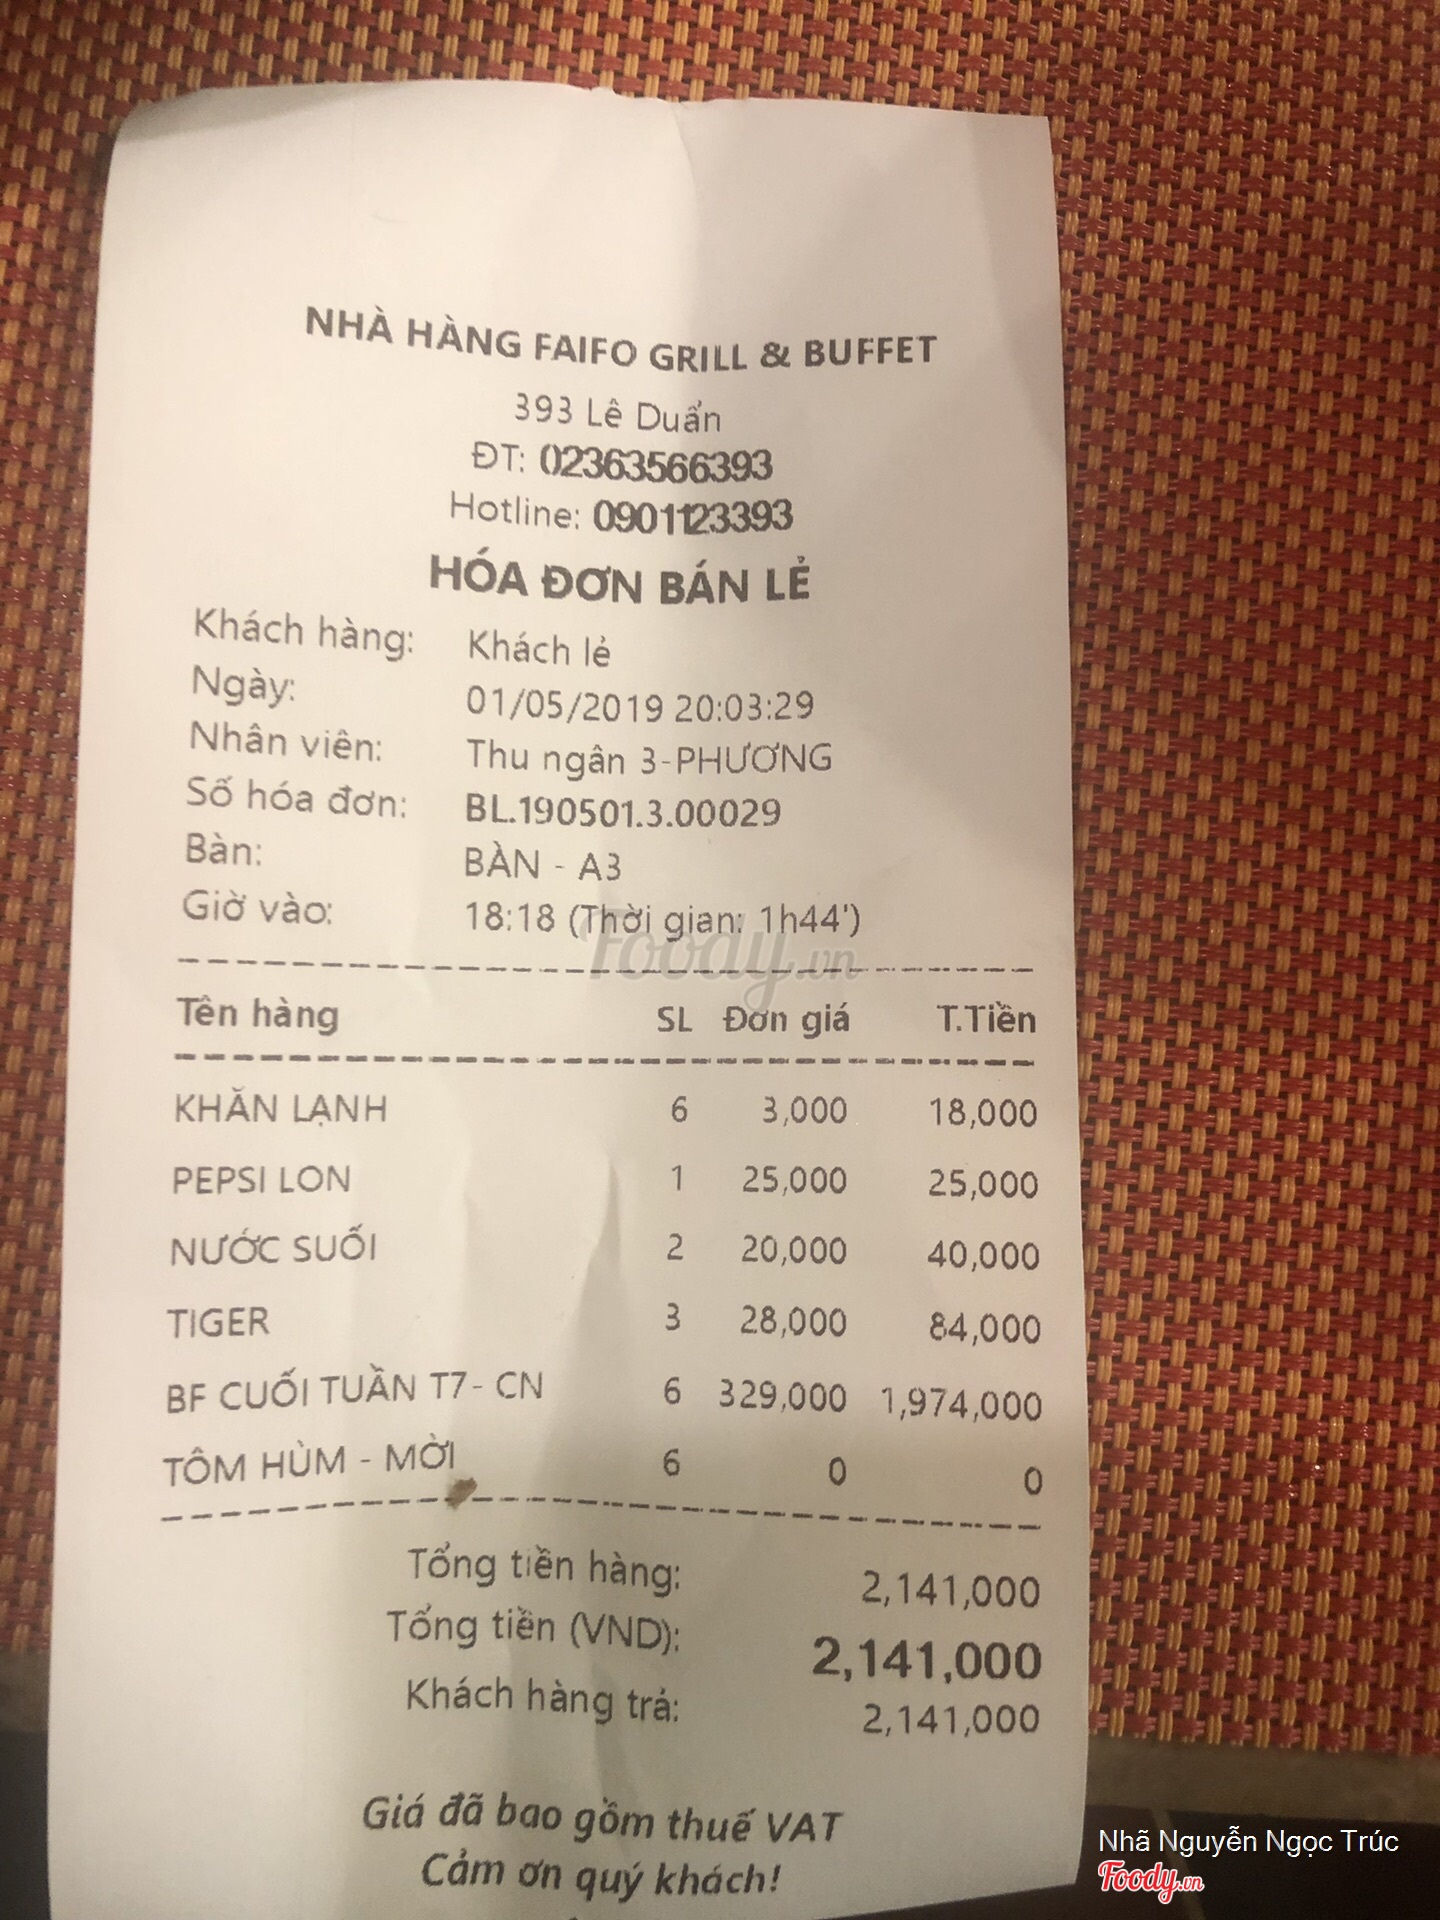 NHÀ HÀNG FAIFO GRILL & BUFFET
393 Lê Duẩn
ĐT: 02363566393
Hotline: 0901123393
HÓA ĐƠN BÁN LẺ
Khách hàng: Khách lẻ
Ngày: 01/05/2019 20:03:29
Nhân viên: Thu ngân 3-PHƯƠNG
Số hóa đơn: BL.190501.3.00029
Bàn: BÀN - A3
Giờ vào: 18:18 (Thời gian: 1h44')
Foody.vn
Tên hàng SL Đơn giá T.Tiền
KHĂN LẠNH 6 3,000 18,000
PEPSI LON 1 25,000 25,000
NƯỚC SUỐI 2 20,000 40,000
TIGER 3 28,000 84,000
BF CUỐI TUẦN T7- CN 6 329,000 1,974,000
TÔM HÙM - MỜI 6 0 0
Tổng tiền hàng: 2,141,000
Tổng tiền (VND): 2,141,000
Khách hàng trả: 2,141,000
Giá đã bao gồm thuế VAT
Cảm ơn quý khách!
Nhã Nguyễn Ngọc Trúc
Foody.vn